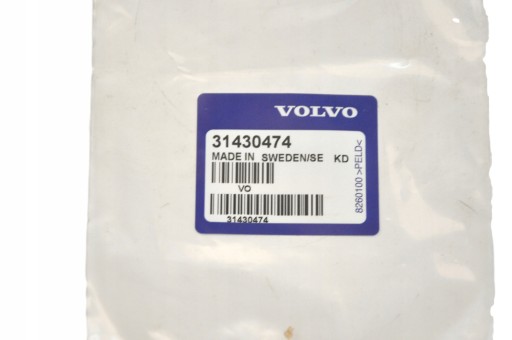 VOLVO
31430474
MADE IN SWEDEN/SE KD
VO
31430474
8260100 >PELD<